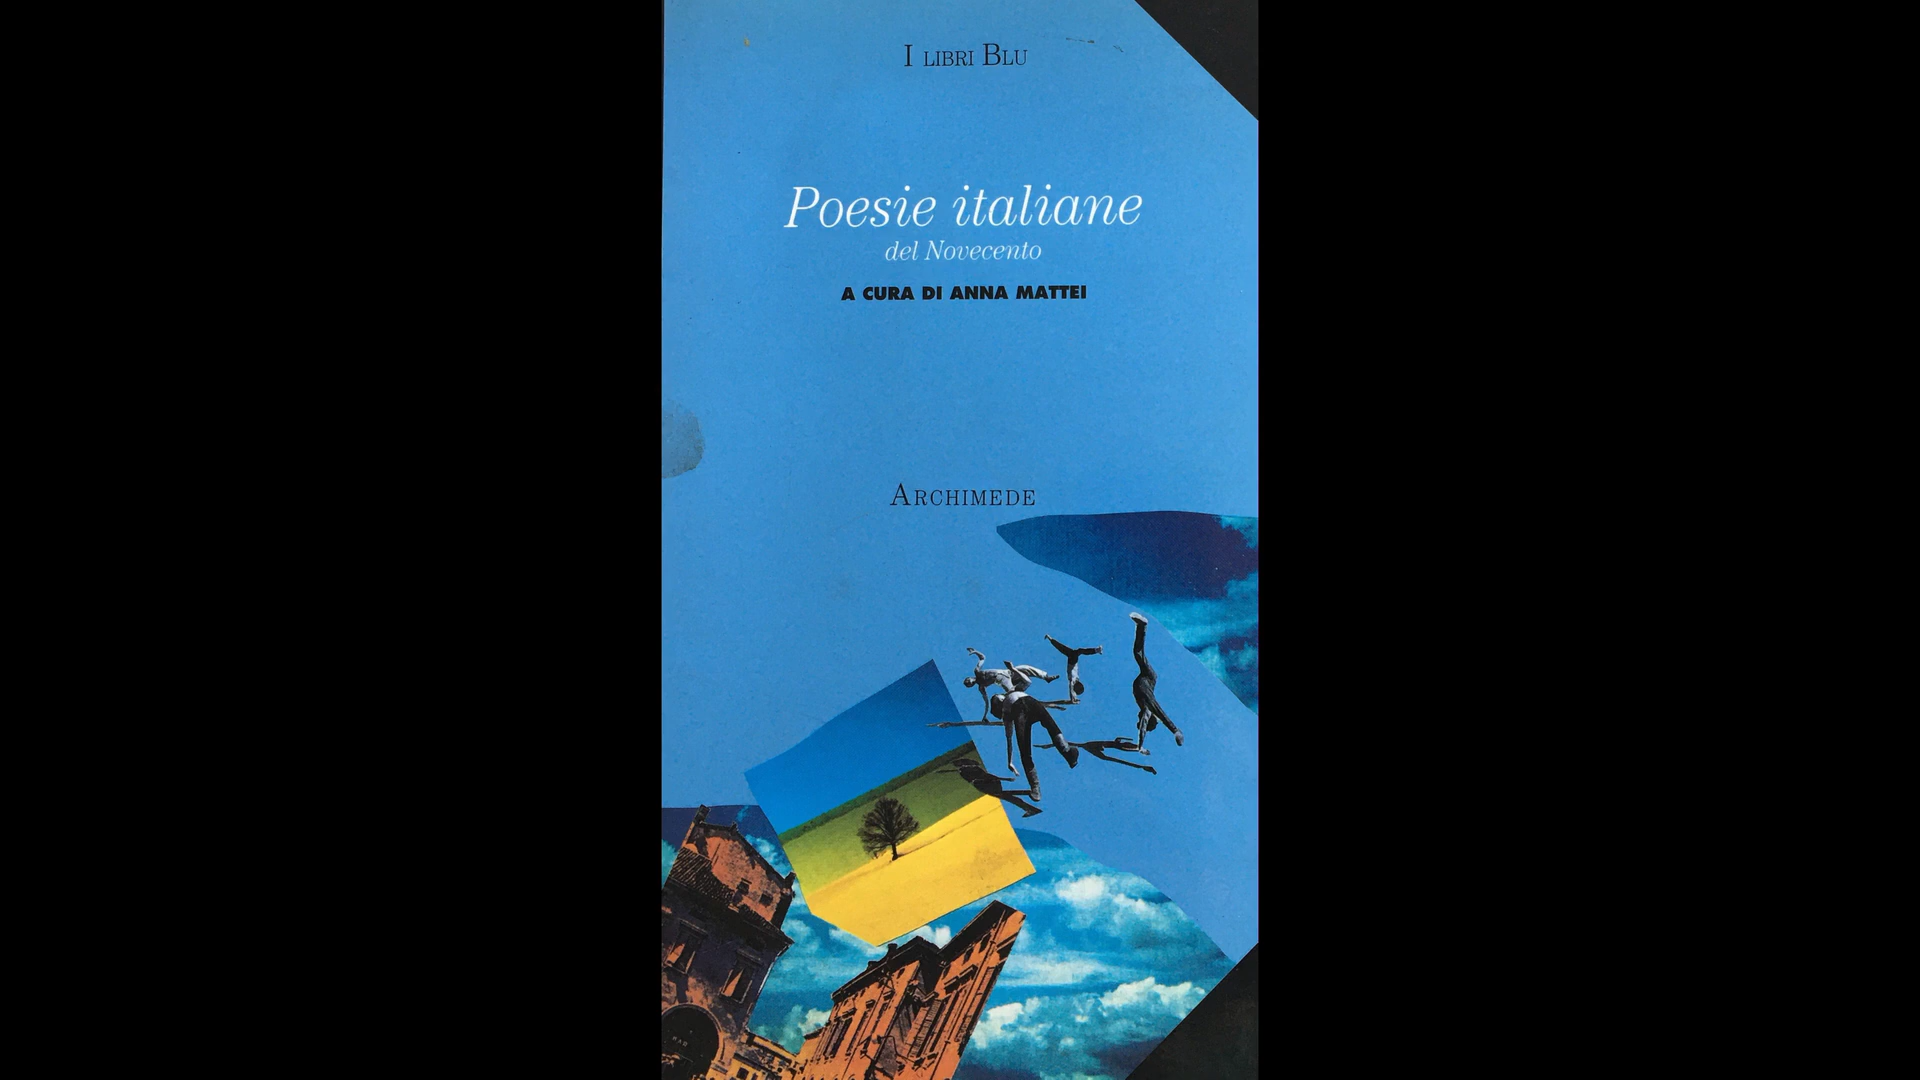 I LIBRI BLU
Poesie italiane
del Novecento
A CURA DI ANNA MATTEI
ARCHIMEDE